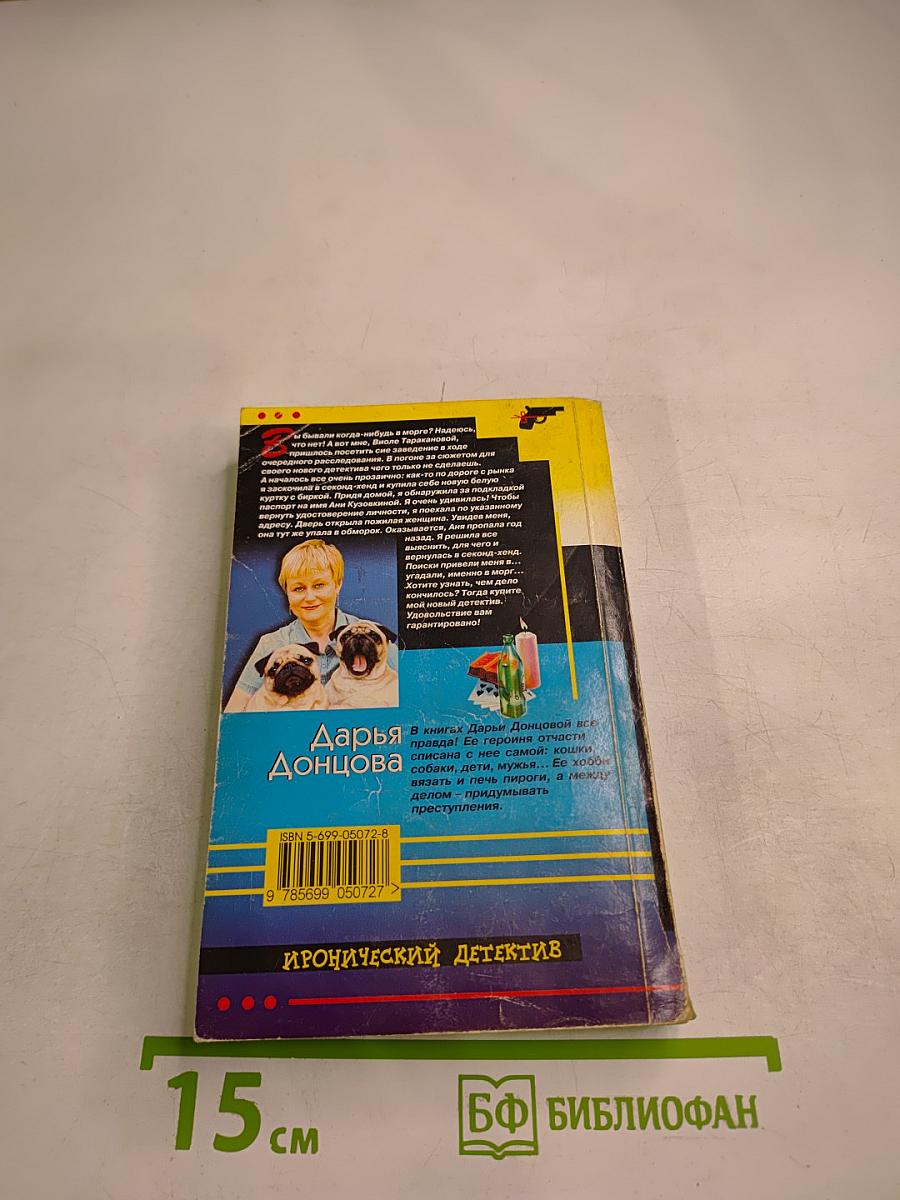 Вы бывали когда-нибудь в морге? Надеюсь,
что нет! А вот мне, Виоле Таракановой,
пришлось посетить сие заведение в ходе
очередного расследования. В погоне за сюжетом для
своего нового детектива чего только не сделаешь.
А началось все очень прозаично: как-то по дороге с рынка
я заскочила в секонд-хенд и купила себе новую белую
куртку с биркой. Придя домой, я обнаружила за подкладкой
паспорт на имя Ани Кузовкиной. Я очень удивилась! Чтобы
вернуть удостоверение личности, я поехала по указанному
адресу. Дверь открыла пожилая женщина. Увидев меня,
она тут же упала в обморок. Оказывается, Аня пропала год
назад. Я решила все
выяснить, для чего и
вернулась в секонд-хенд.
Поиски привели меня в...
угадали, именно в морг...
Хотите узнать, чем дело
кончилось? Тогда купите
мой новый детектив.
Удовольствие вам
гарантировано!
Дарья
Донцова
В книгах Дарьи Донцовой все
правда! Ее героиня отчасти
списана с нее самой: кошки,
собаки, дети, мужья... Ее хобби
вязать и печь пироги, а между
делом – придумывать
преступления.
ISBN 5-699-05072-8
9 785699 050727 >
ИРОНИЧЕСКИЙ ДЕТЕКТИВ
15 см
БФ БИБЛИОФАН